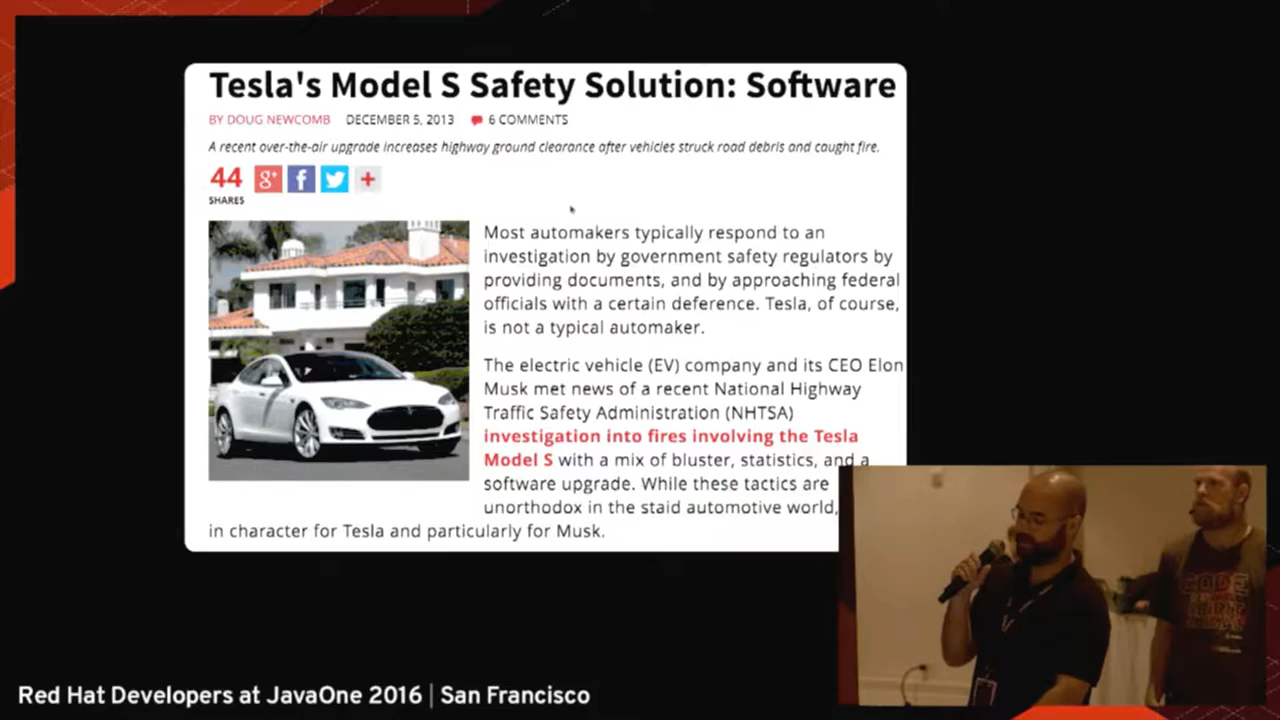 Tesla's Model S Safety Solution: Software
BY DOUG NEWCOMB DECEMBER 5, 2013 6 COMMENTS
A recent over-the-air upgrade increases highway ground clearance after vehicles struck road debris and caught fire.
44
SHARES
Most automakers typically respond to an
investigation by government safety regulators by
providing documents, and by approaching federal
officials with a certain deference. Tesla, of course,
is not a typical automaker.
The electric vehicle (EV) company and its CEO Elon
Musk met news of a recent National Highway
Traffic Safety Administration (NHTSA)
investigation into fires involving the Tesla
Model S with a mix of bluster, statistics, and a
software upgrade. While these tactics are
unorthodox in the staid automotive world,
in character for Tesla and particularly for Musk.
CODE
Red Hat Developers at JavaOne 2016 | San Francisco